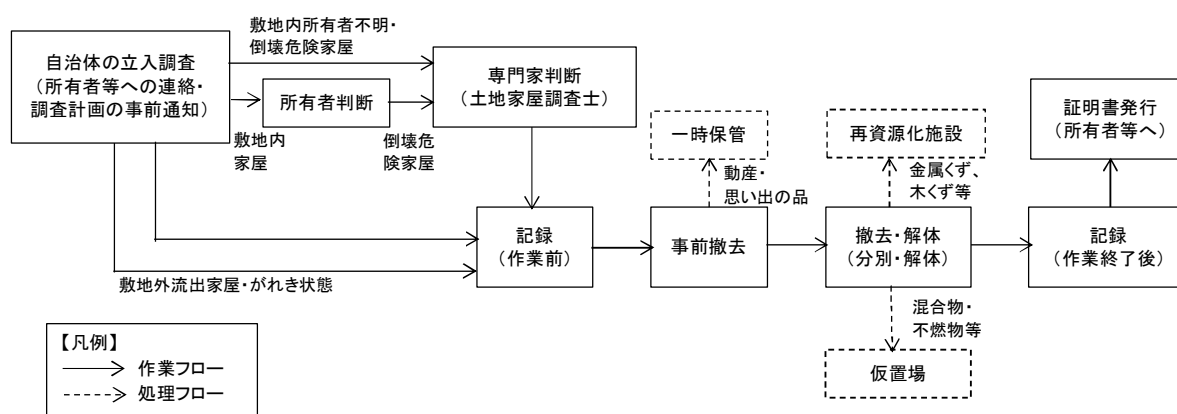 敷地内所有者不明・
倒壊危険家屋
自治体の立入調査
（所有者等への連絡・
調査計画の事前通知）
所有者判断
専門家判断
（土地家屋調査士）
敷地内
家屋
倒壊危
険家屋
一時保管
再資源化施設
証明書発行
（所有者等へ）
動産・
思い出の品
金属くず、
木くず等
記録
（作業前）
事前撤去
撤去・解体
（分別・解体）
記録
（作業終了後）
敷地外流出家屋・がれき状態
混合物・
不燃物等
仮置場
【凡例】
作業フロー
処理フロー